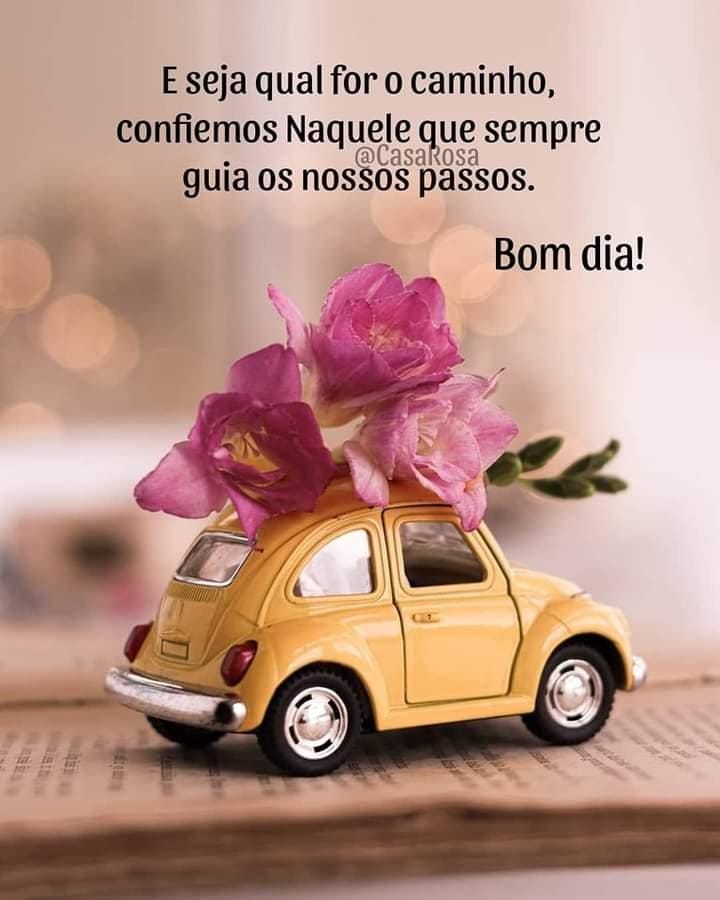 E seja qual for o caminho,
confiemos Naquele que sempre
@CasaRosa
guia os nossos passos.
Bom dia!